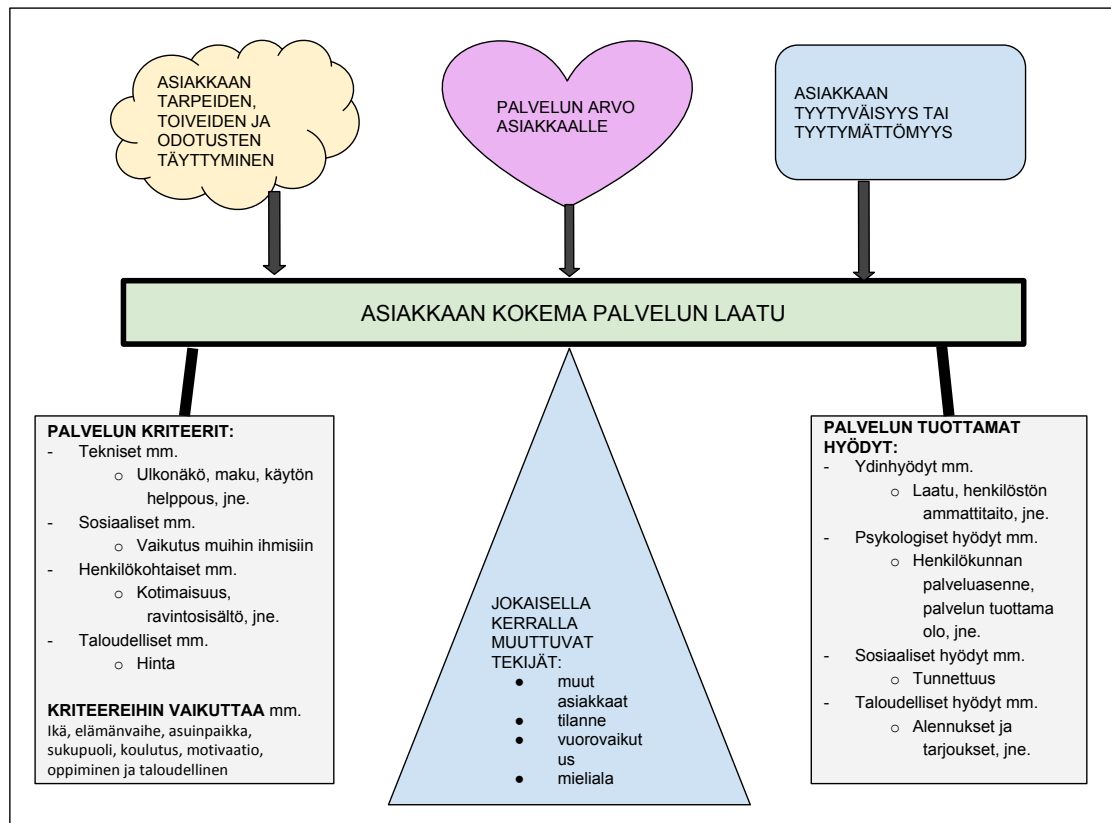 ASIAKKAAN
TARPEIDEN,
TOIVEIDEN JA
ODOTUSTEN
TÄYTTYMINEN
PALVELUN ARVO
ASIAKKAALLE
ASIAKKAAN
TYYTYVÄISYYS TAI
TYYTYMÄTTÖMYYS
ASIAKKAAN KOKEMA PALVELUN LAATU
PALVELUN KRITEERIT:
- Tekniset mm.
o Ulkonäkö, maku, käytön
helppous, jne.
- Sosiaaliset mm.
o Vaikutus muihin ihmisiin
- Henkilökohtaiset mm.
o Kotimaisuus,
ravintosisältö, jne.
- Taloudelliset mm.
o Hinta
KRITEEREIHIN VAIKUTTAA mm.
Ikä, elämänvaihe, asuinpaikka,
sukupuoli, koulutus, motivaatio,
oppiminen ja taloudellinen
JOKAISELLA
KERRALLA
MUUTTUVAT
TEKIJÄT:
● muut
asiakkaat
● tilanne
● vuorovaikut
us
● mieliala
PALVELUN TUOTTAMAT
HYÖDYT:
- Ydinhyödyt mm.
o Laatu, henkilöstön
ammattitaito, jne.
- Psykologiset hyödyt mm.
o Henkilökunnan
palveluasenne,
palvelun tuottama
olo, jne.
- Sosiaaliset hyödyt mm.
o Tunnettuus
- Taloudelliset hyödyt mm.
o Alennukset ja
tarjoukset, jne.